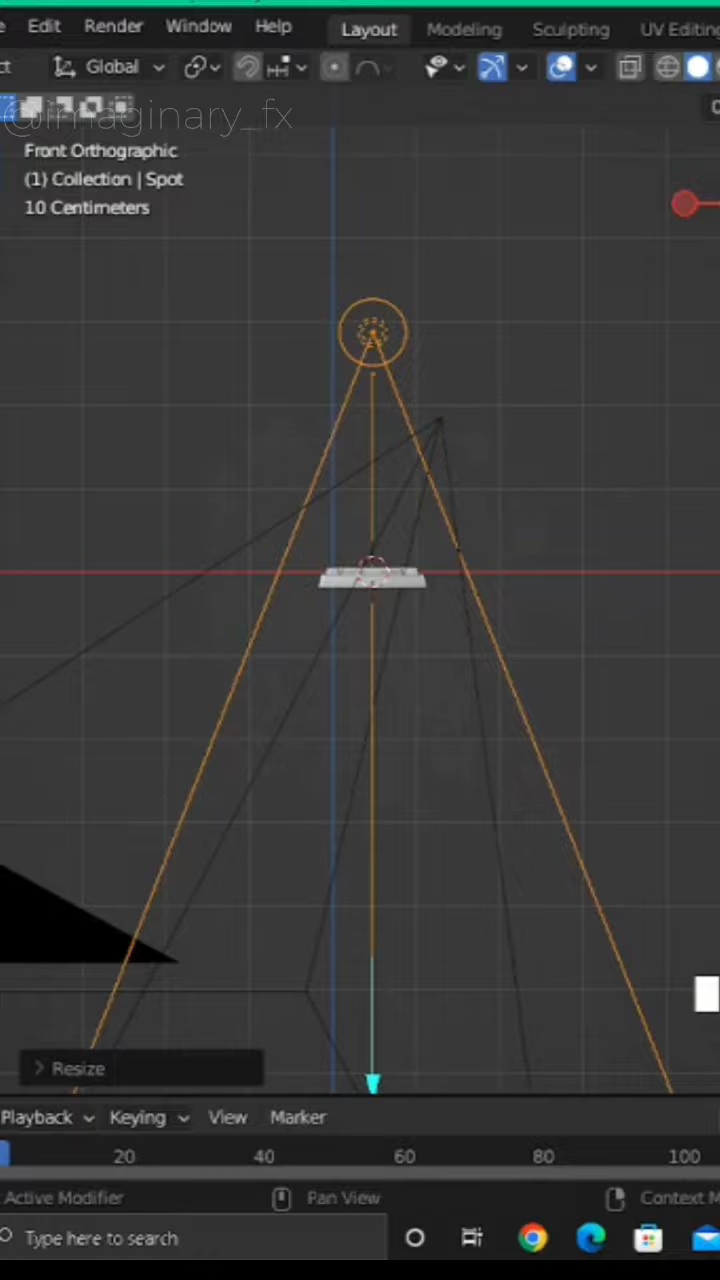 Edit Render Window Help Layout Modeling Sculpting UV Editing
Global
@imaginary_fx
Front Orthographic
(1) Collection | Spot
10 Centimeters
Resize
Playback Keying View Marker
20 40 60 80 100
Active Modifier Pan View Context M
Type here to search